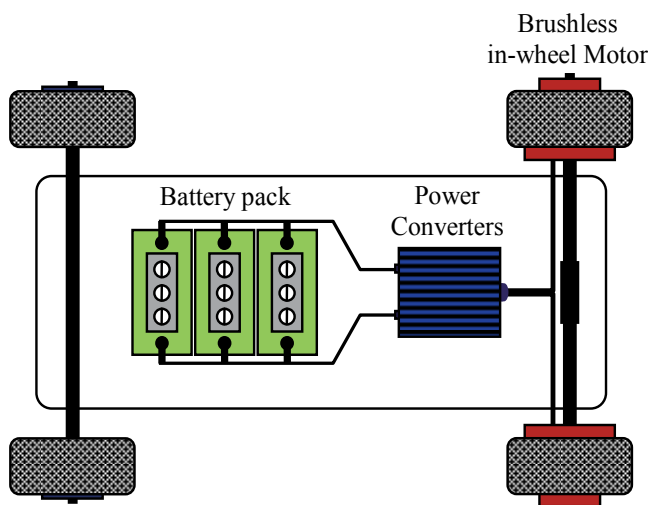 Brushless
in-wheel Motor
Battery pack
Power
Converters